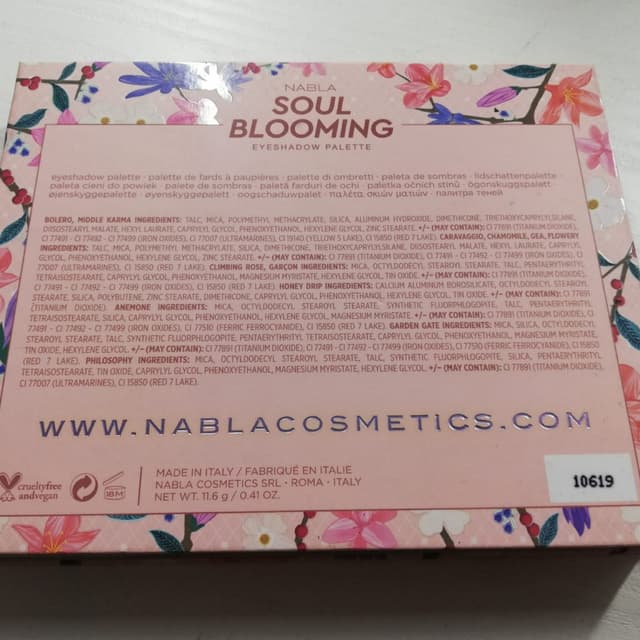 NABLA
SOUL
BLOOMING
EYESHADOW PALETTE
eyeshadow palette · palette de fards à paupières · palette di ombretti · paleta de sombras · lidschattenpalette ·
paleta cieni do powiek · palete de sombras · paletă farduri de ochi · paletka očních stínů · ögonskuggspalett ·
øjenskyggepalette · øyenskyggepalett · oogschaduwpalet · παλέτα σκιών ματιών · палитра теней
BOLERO, MIDDLE KARMA INGREDIENTS: TALC, MICA, POLYMETHYL METHACRYLATE, SILICA, ALUMINUM HYDROXIDE, DIMETHICONE, TRIETHOXYCAPRYLYLSILANE,
DIISOSTEARYL MALATE, HEXYL LAURATE, CAPRYLYL GLYCOL, PHENOXYETHANOL, HEXYLENE GLYCOL, ZINC STEARATE. +/- (MAY CONTAIN): CI 77891 (TITANIUM DIOXIDE),
CI 77491 - CI 77492 - CI 77499 (IRON OXIDES), CI 77007 (ULTRAMARINES), CI 19140 (YELLOW 5 LAKE), CI 15850 (RED 7 LAKE). CARAVAGGIO, CHAMOMILE, GEA, FLOWERY
INGREDIENTS: TALC, MICA, POLYMETHYL METHACRYLATE, SILICA, DIMETHICONE, TRIETHOXYCAPRYLYLSILANE, DIISOSTEARYL MALATE, HEXYL LAURATE, CAPRYLYL
GLYCOL, PHENOXYETHANOL, HEXYLENE GLYCOL, ZINC STEARATE. +/- (MAY CONTAIN): CI 77891 (TITANIUM DIOXIDE), CI 77491 - CI 77492 - CI 77499 (IRON OXIDES), CI
77007 (ULTRAMARINES), CI 15850 (RED 7 LAKE). CLIMBING ROSE, GARÇON INGREDIENTS: MICA, OCTYLDODECYL STEAROYL STEARATE, TALC, PENTAERYTHRITYL
TETRAISOSTEARATE, SILICA, CAPRYLYL GLYCOL, PHENOXYETHANOL, MAGNESIUM MYRISTATE, HEXYLENE GLYCOL, TIN OXIDE. +/- (MAY CONTAIN): CI 77891 (TITANIUM DIOXIDE),
CI 77491 - CI 77492 - CI 77499 (IRON OXIDES), CI 15850 (RED 7 LAKE). HONEY DRIP INGREDIENTS: CALCIUM ALUMINUM BOROSILICATE, OCTYLDODECYL STEAROYL
STEARATE, SILICA, POLYBUTENE, ZINC STEARATE, DIMETHICONE, CAPRYLYL GLYCOL, PHENOXYETHANOL, HEXYLENE GLYCOL, TIN OXIDE. +/- (MAY CONTAIN): CI 77891
(TITANIUM DIOXIDE). ANEMONE INGREDIENTS: MICA, OCTYLDODECYL STEAROYL STEARATE, SYNTHETIC FLUORPHLOGOPITE, TALC, PENTAERYTHRITYL
TETRAISOSTEARATE, SILICA, CAPRYLYL GLYCOL, PHENOXYETHANOL, HEXYLENE GLYCOL, MAGNESIUM MYRISTATE. +/- (MAY CONTAIN): CI 77891 (TITANIUM DIOXIDE), CI
77491 - CI 77492 - CI 77499 (IRON OXIDES), CI 77510 (FERRIC FERROCYANIDE), CI 15850 (RED 7 LAKE). GARDEN GATE INGREDIENTS: MICA, SILICA, OCTYLDODECYL
STEAROYL STEARATE, TALC, SYNTHETIC FLUORPHLOGOPITE, PENTAERYTHRITYL TETRAISOSTEARATE, CAPRYLYL GLYCOL, PHENOXYETHANOL, MAGNESIUM MYRISTATE,
TIN OXIDE, HEXYLENE GLYCOL. +/- (MAY CONTAIN): CI 77891 (TITANIUM DIOXIDE), CI 77491 - CI 77492 - CI 77499 (IRON OXIDES), CI 77510 (FERRIC FERROCYANIDE), CI 15850
(RED 7 LAKE). PHILOSOPHY INGREDIENTS: MICA, OCTYLDODECYL STEAROYL STEARATE, TALC, SYNTHETIC FLUORPHLOGOPITE, SILICA, PENTAERYTHRITYL
TETRAISOSTEARATE, TIN OXIDE, CAPRYLYL GLYCOL, PHENOXYETHANOL, MAGNESIUM MYRISTATE, HEXYLENE GLYCOL. +/- (MAY CONTAIN): CI 77891 (TITANIUM DIOXIDE),
CI 77007 (ULTRAMARINES), CI 15850 (RED 7 LAKE).
WWW.NABLACOSMETICS.COM
crueltyfree
andvegan
18M
MADE IN ITALY / FABRIQUÉ EN ITALIE
NABLA COSMETICS SRL · ROMA · ITALY
NET WT. 11.6 g / 0.41 OZ.
10619